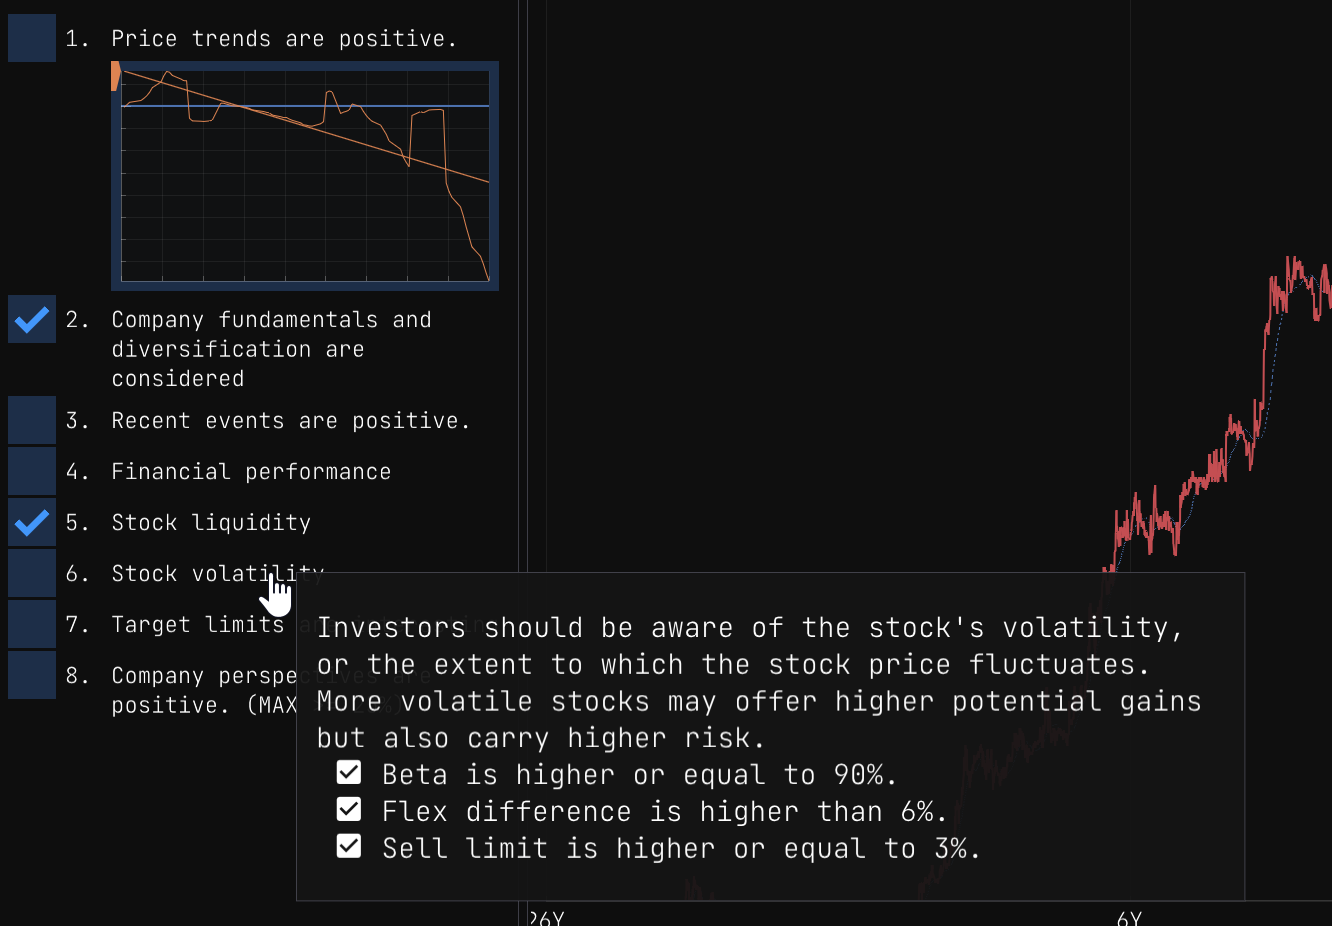 1. Price trends are positive.
2. Company fundamentals and
diversification are
considered
3. Recent events are positive.
4. Financial performance
5. Stock liquidity
6. Stock volatility
7. Target limits
8. Company perspectives are
positive. (MAX
Investors should be aware of the stock's volatility,
or the extent to which the stock price fluctuates.
More volatile stocks may offer higher potential gains
but also carry higher risk.
Beta is higher or equal to 90%.
Flex difference is higher than 6%.
Sell limit is higher or equal to 3%.
26Y
6Y